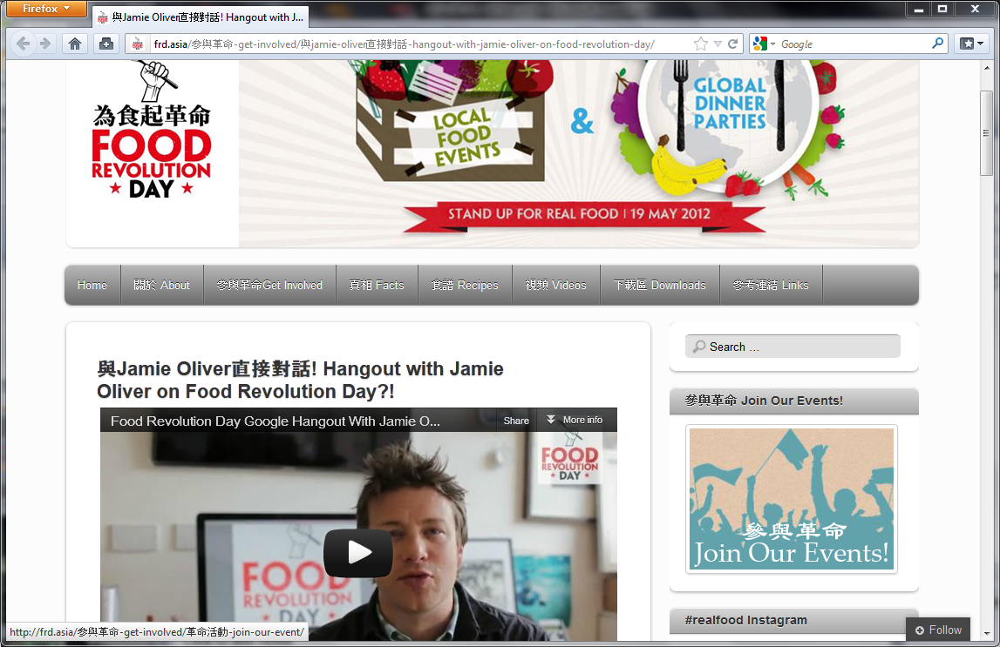 Firefox
與Jamie Oliver直接對話! Hangout with J...
frd.asia/參與革命-get-involved/與jamie-oliver直接對話-hangout-with-jamie-oliver-on-food-revolution-day/
Google
為食起革命
FOOD
REVOLUTION
DAY
LOCAL
FOOD
EVENTS
&
GLOBAL
DINNER
PARTIES
STAND UP FOR REAL FOOD | 19 MAY 2012
Home
關於 About
參與革命Get Involved
真相 Facts
食譜 Recipes
視頻 Videos
下載區 Downloads
參考連結 Links
與Jamie Oliver直接對話! Hangout with Jamie
Oliver on Food Revolution Day?!
Food Revolution Day Google Hangout With Jamie O...
Share
More info
FOOD
REVOLUTION
DAY
FOOD
REVOLUTION
DAY
Search ...
參與革命 Join Our Events!
參與革命
Join Our Events!
#realfood Instagram
Follow
http://frd.asia/參與革命-get-involved/革命活動-join-our-event/